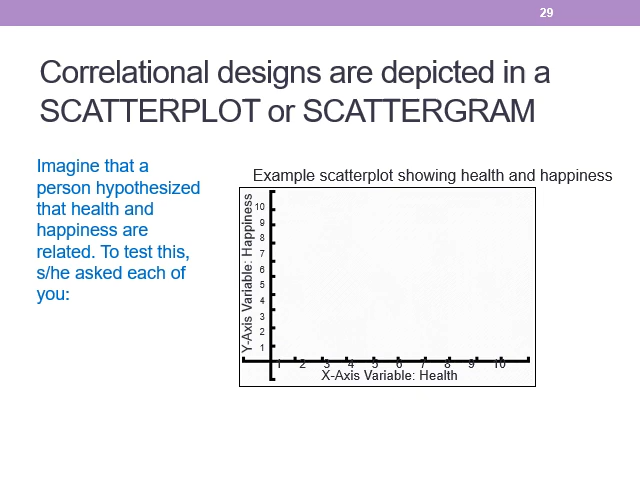 29
Correlational designs are depicted in a
SCATTERPLOT or SCATTERGRAM
Imagine that a
person hypothesized
that health and
happiness are
related. To test this,
s/he asked each of
you:
Example scatterplot showing health and happiness
Y-Axis Variable: Happiness
10
9
8
7
6
5
4
3
2
1
1 2 3 4 5 6 7 8 9 10
X-Axis Variable: Health